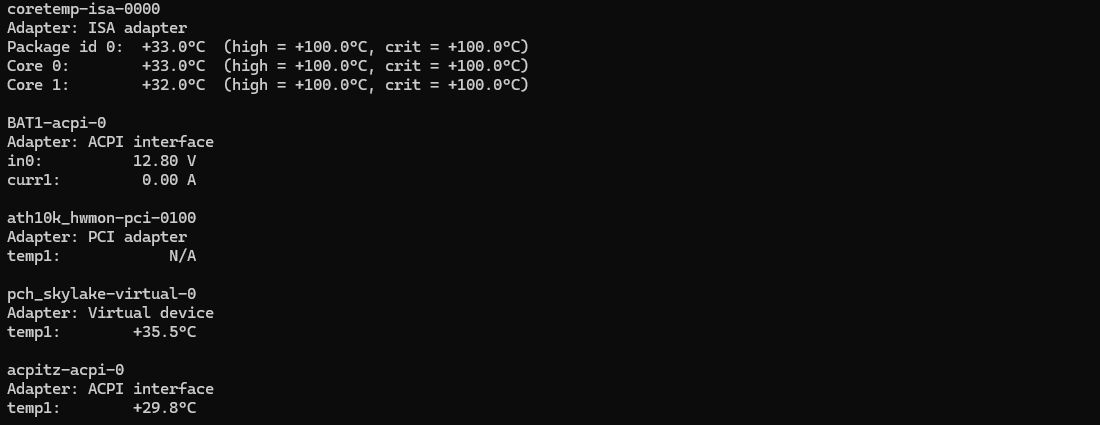 coretemp-isa-0000
Adapter: ISA adapter
Package id 0:  +33.0°C  (high = +100.0°C, crit = +100.0°C)
Core 0:        +33.0°C  (high = +100.0°C, crit = +100.0°C)
Core 1:        +32.0°C  (high = +100.0°C, crit = +100.0°C)

BAT1-acpi-0
Adapter: ACPI interface
in0:          12.80 V
curr1:         0.00 A

ath10k_hwmon-pci-0100
Adapter: PCI adapter
temp1:            N/A

pch_skylake-virtual-0
Adapter: Virtual device
temp1:        +35.5°C

acpitz-acpi-0
Adapter: ACPI interface
temp1:        +29.8°C